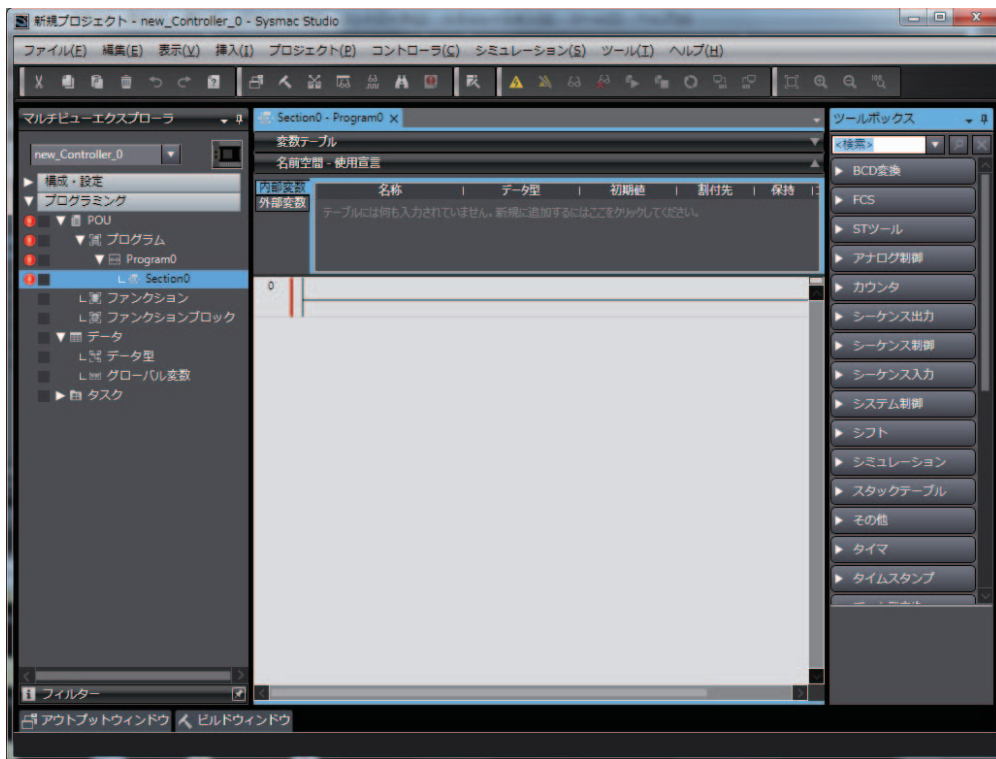 新規プロジェクト - new_Controller_0 - Sysmac Studio
ファイル(F) 編集(E) 表示(V) 挿入(I) プロジェクト(P) コントローラ(C) シミュレーション(S) ツール(T) ヘルプ(H)
マルチビューエクスプローラ
new_Controller_0
構成・設定
プログラミング
POU
プログラム
Program0
Section0
ファンクション
ファンクションブロック
データ
データ型
グローバル変数
タスク
フィルター
Section0 - Program0
変数テーブル
名前空間 - 使用宣言
内部変数
外部変数
名称 データ型 初期値 割付先 保持
テーブルには何も入力されていません。新規に追加するにはここをクリックしてください。
0
ツールボックス
<検索>
BCD変換
FCS
STツール
アナログ制御
カウンタ
シーケンス出力
シーケンス制御
シーケンス入力
システム制御
シフト
シミュレーション
スタックテーブル
その他
タイマ
タイムスタンプ
アウトプットウィンドウ ビルドウィンドウ